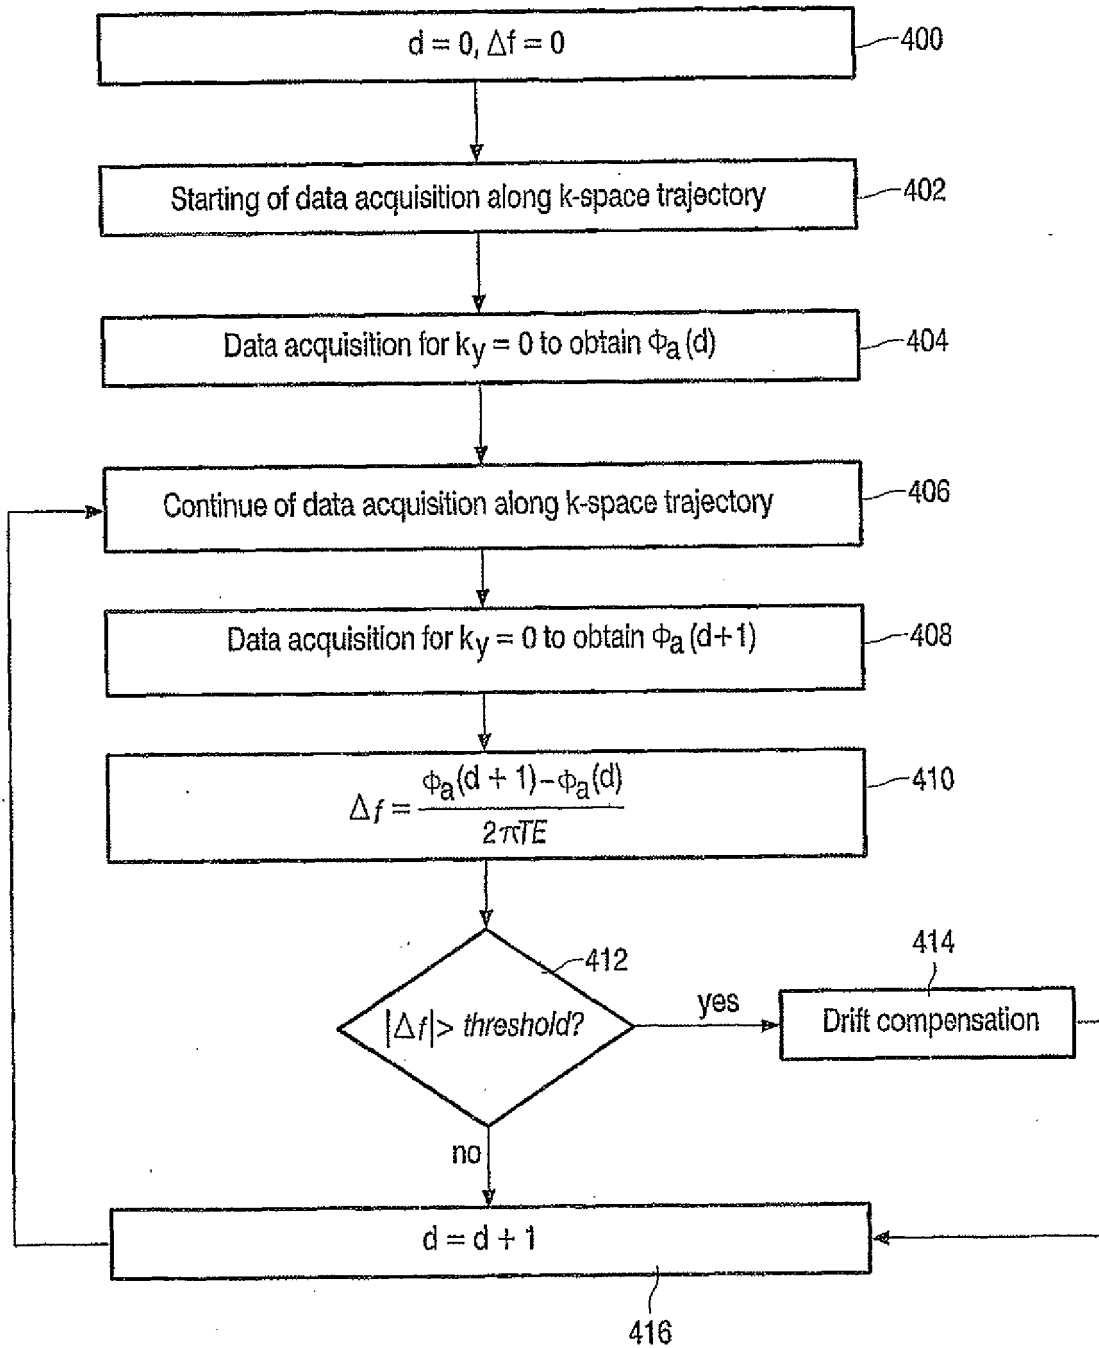 d = 0, Δf = 0
400
Starting of data acquisition along k-space trajectory
402
Data acquisition for ky = 0 to obtain Φa (d)
404
Continue of data acquisition along k-space trajectory
406
Data acquisition for ky = 0 to obtain Φa (d+1)
408
Δf = Φa(d + 1) – Φa(d) / 2πTE
410
412
|Δf| > threshold?
yes
414
Drift compensation
no
d = d + 1
416